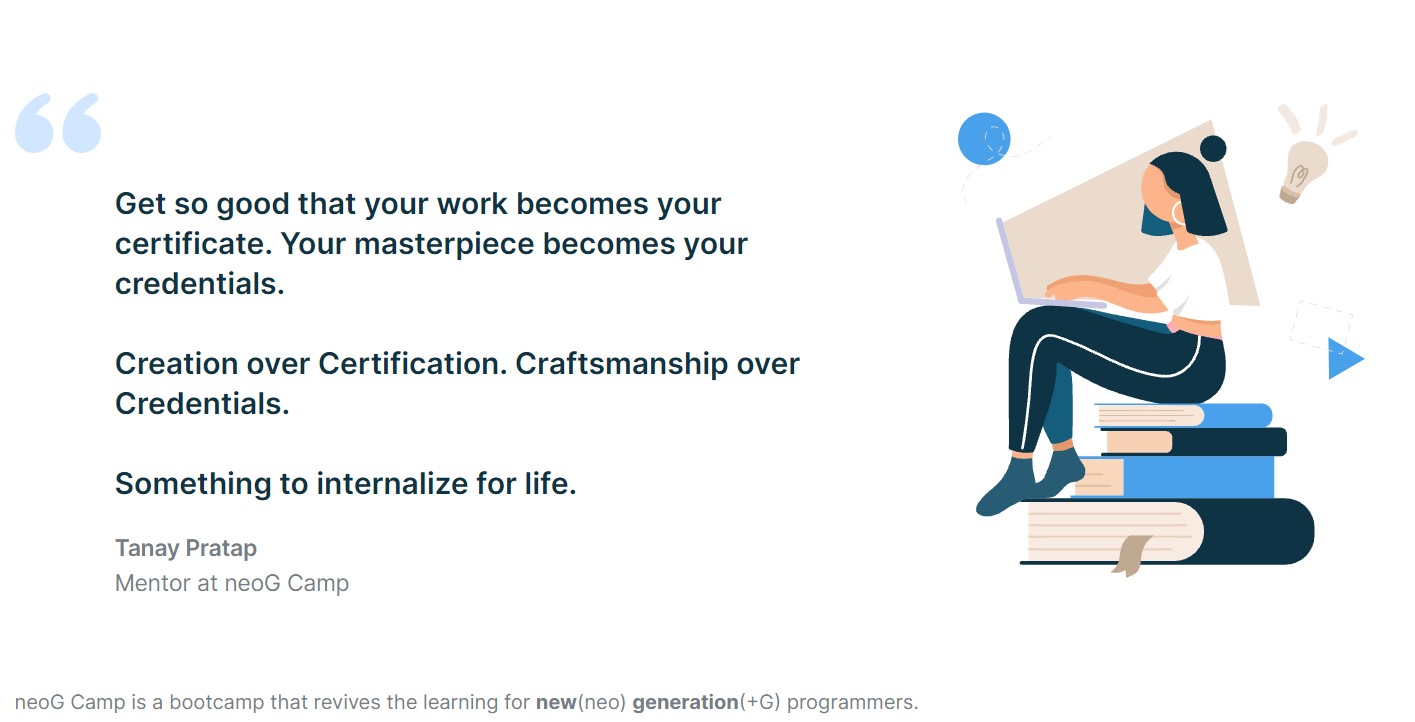 “
Get so good that your work becomes your
certificate. Your masterpiece becomes your
credentials.
Creation over Certification. Craftsmanship over
Credentials.
Something to internalize for life.
Tanay Pratap
Mentor at neoG Camp
neoG Camp is a bootcamp that revives the learning for new(neo) generation(+G) programmers.